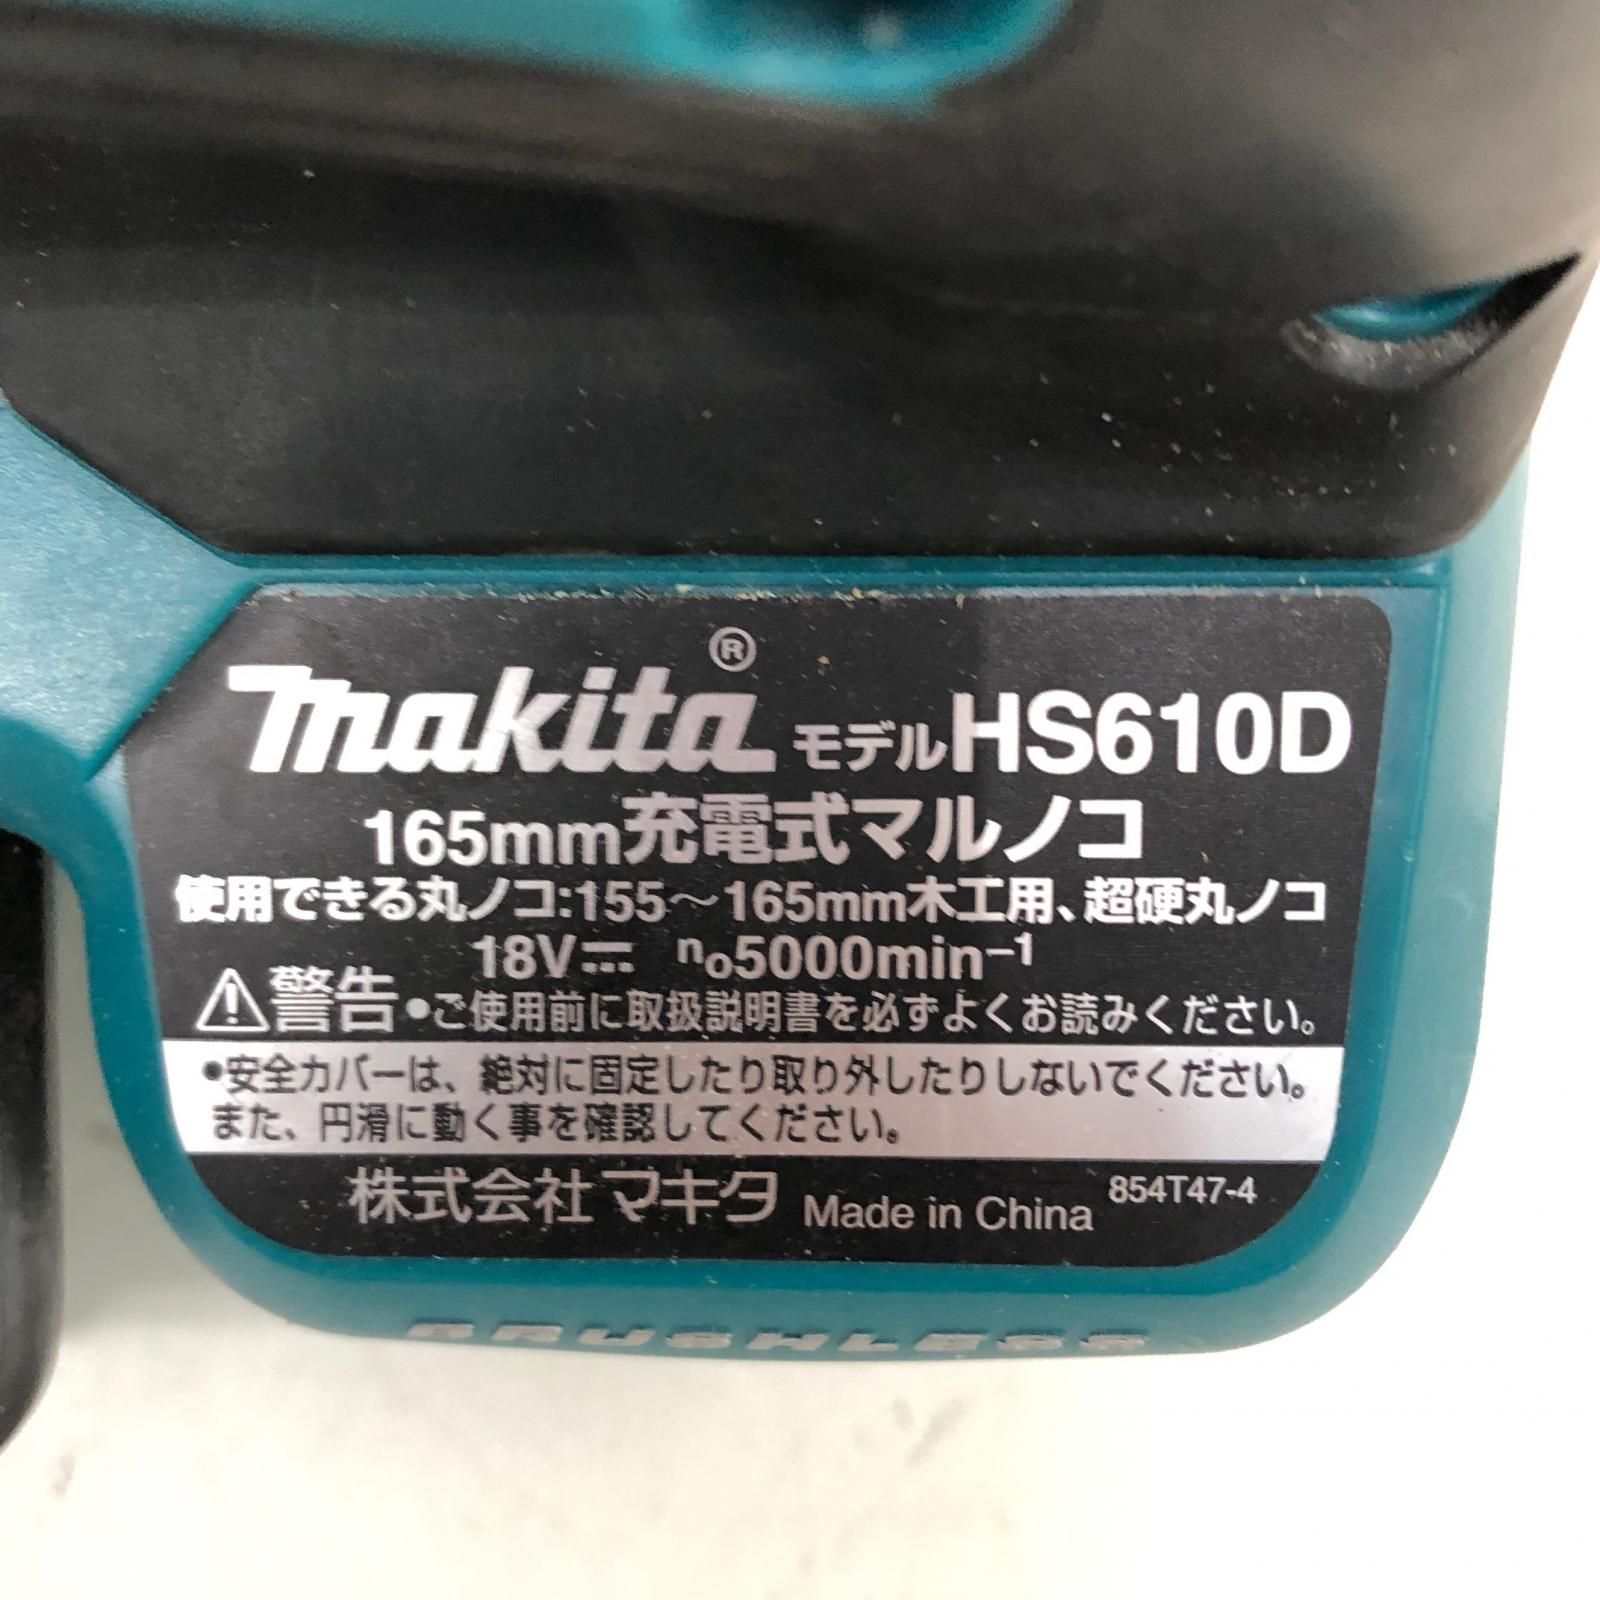 makita® モデルHS610D
165mm充電式マルノコ
使用できる丸ノコ:155～165mm木工用、超硬丸ノコ
18V⎓ n₀5000min⁻¹
⚠警告 •ご使用前に取扱説明書を必ずよくお読みください。
•安全カバーは、絶対に固定したり取り外したりしないでください。
また、円滑に動く事を確認してください。
株式会社マキタ Made in China 854T47-4
BRUSHLESS